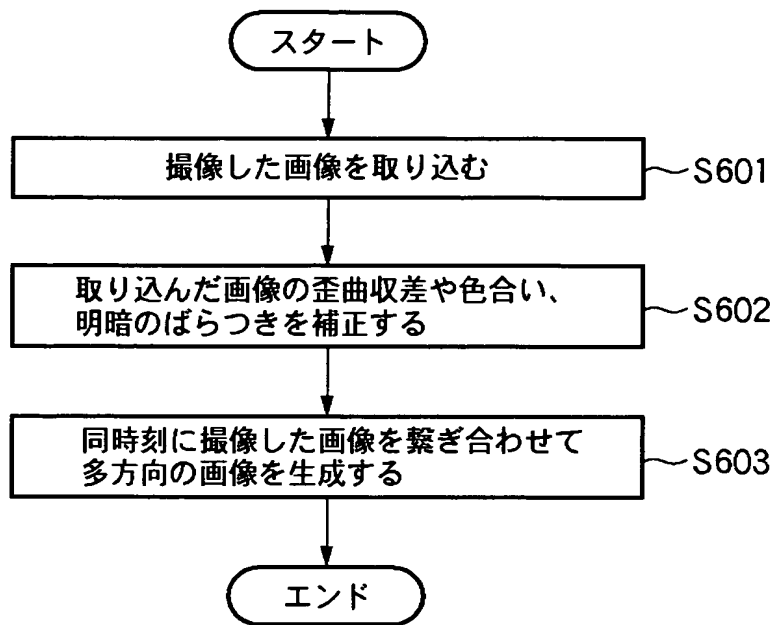 スタート
撮像した画像を取り込む
S601
取り込んだ画像の歪曲収差や色合い、
明暗のばらつきを補正する
S602
同時刻に撮像した画像を繋ぎ合わせて
多方向の画像を生成する
S603
エンド